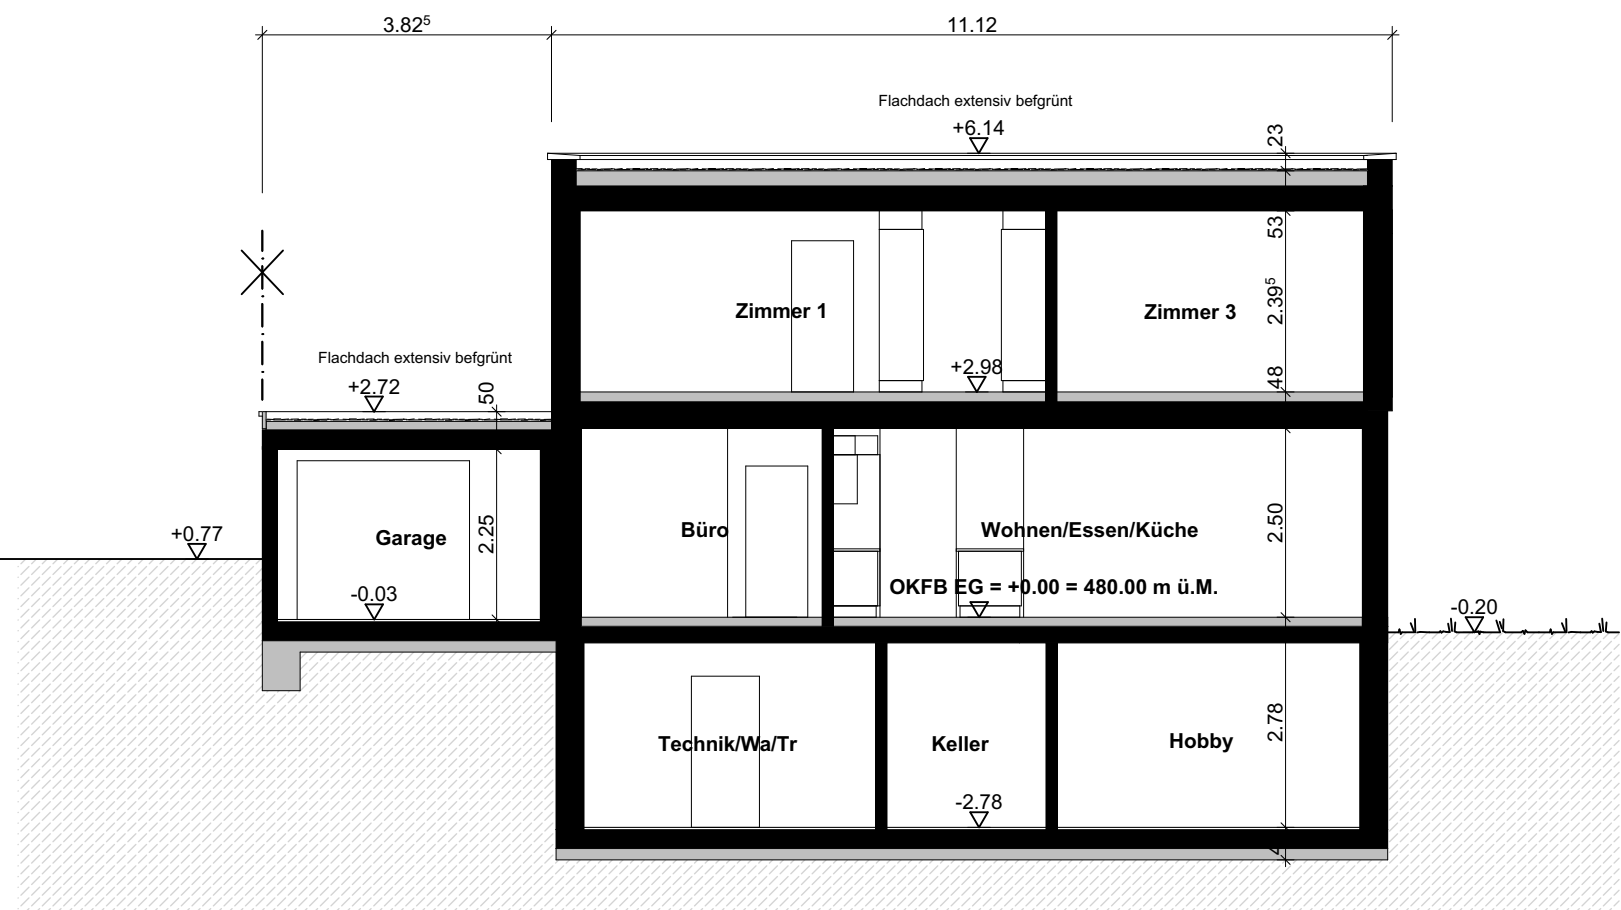 3.82⁵
11.12
Flachdach extensiv befgrünt
+6.14
23
53
Zimmer 1
Zimmer 3
2.39⁵
Flachdach extensiv befgrünt
+2.98
+2.72
50
48
+0.77
Garage
2.25
Büro
Wohnen/Essen/Küche
2.50
-0.03
OKFB EG = +0.00 = 480.00 m ü.M.
-0.20
Technik/Wa/Tr
Keller
Hobby
2.78
-2.78